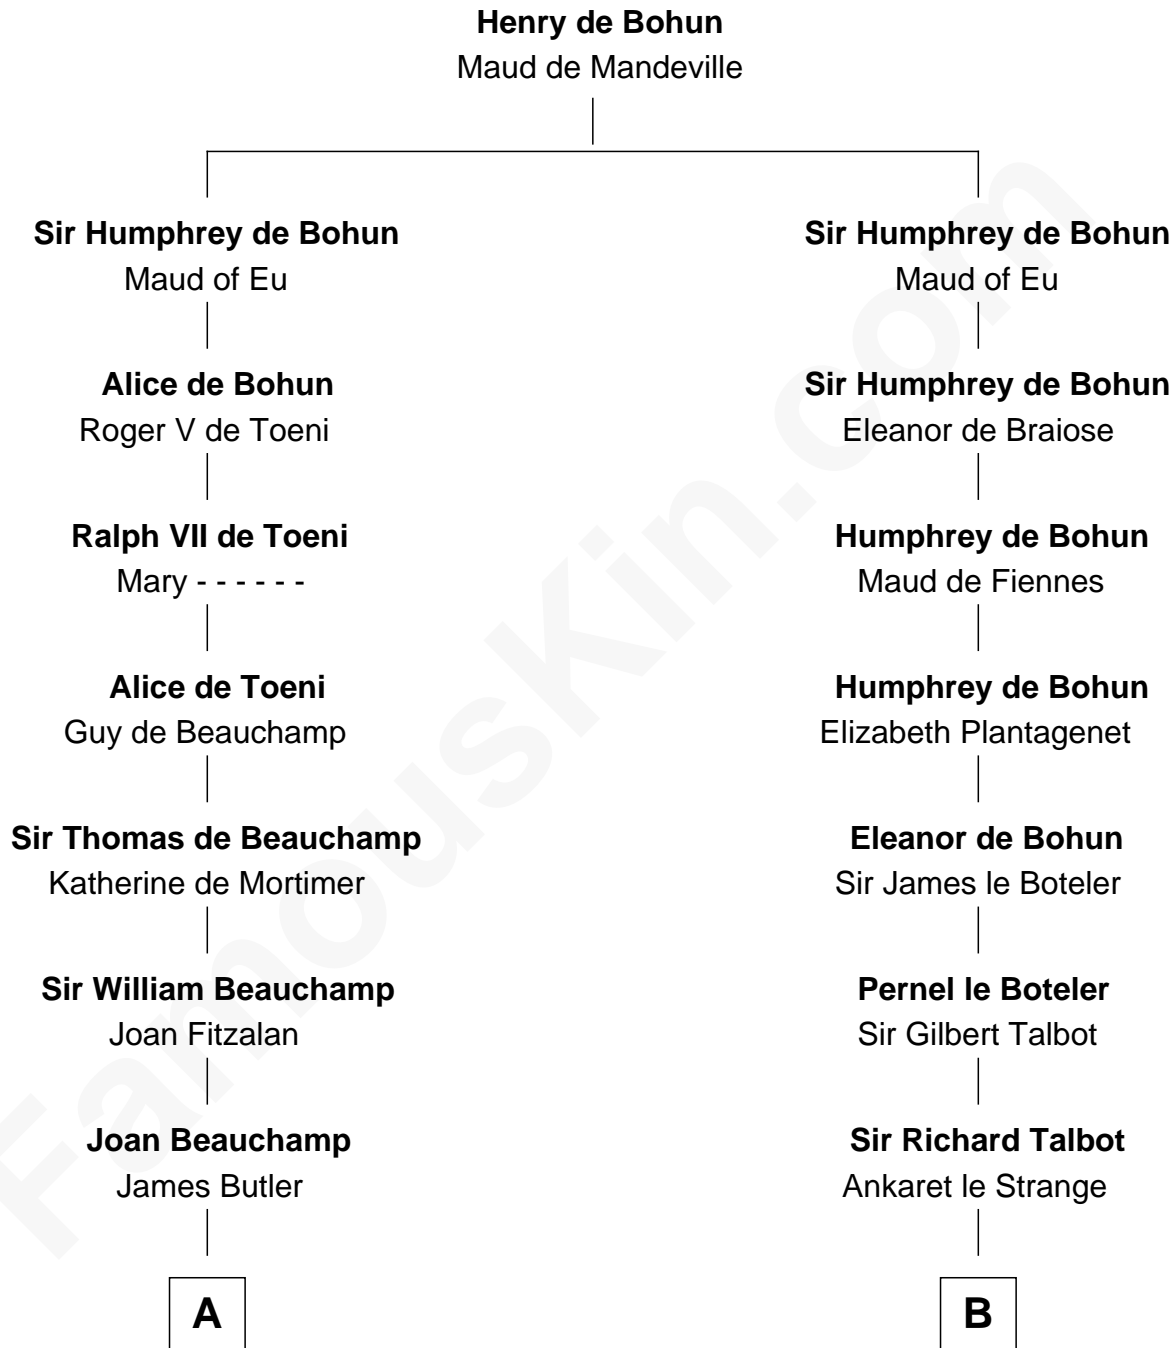 Henry de Bohun
Maud de Mandeville
Sir Humphrey de Bohun
Maud of Eu
Sir Humphrey de Bohun
Maud of Eu
Alice de Bohun
Roger V de Toeni
Sir Humphrey de Bohun
Eleanor de Braiose
Ralph VII de Toeni
Mary - - - - - -
Humphrey de Bohun
Maud de Fiennes
Alice de Toeni
Guy de Beauchamp
Humphrey de Bohun
Elizabeth Plantagenet
Sir Thomas de Beauchamp
Katherine de Mortimer
Eleanor de Bohun
Sir James le Boteler
Sir William Beauchamp
Joan Fitzalan
Pernel le Boteler
Sir Gilbert Talbot
Joan Beauchamp
James Butler
Sir Richard Talbot
Ankaret le Strange
A
B
FamousKin.com